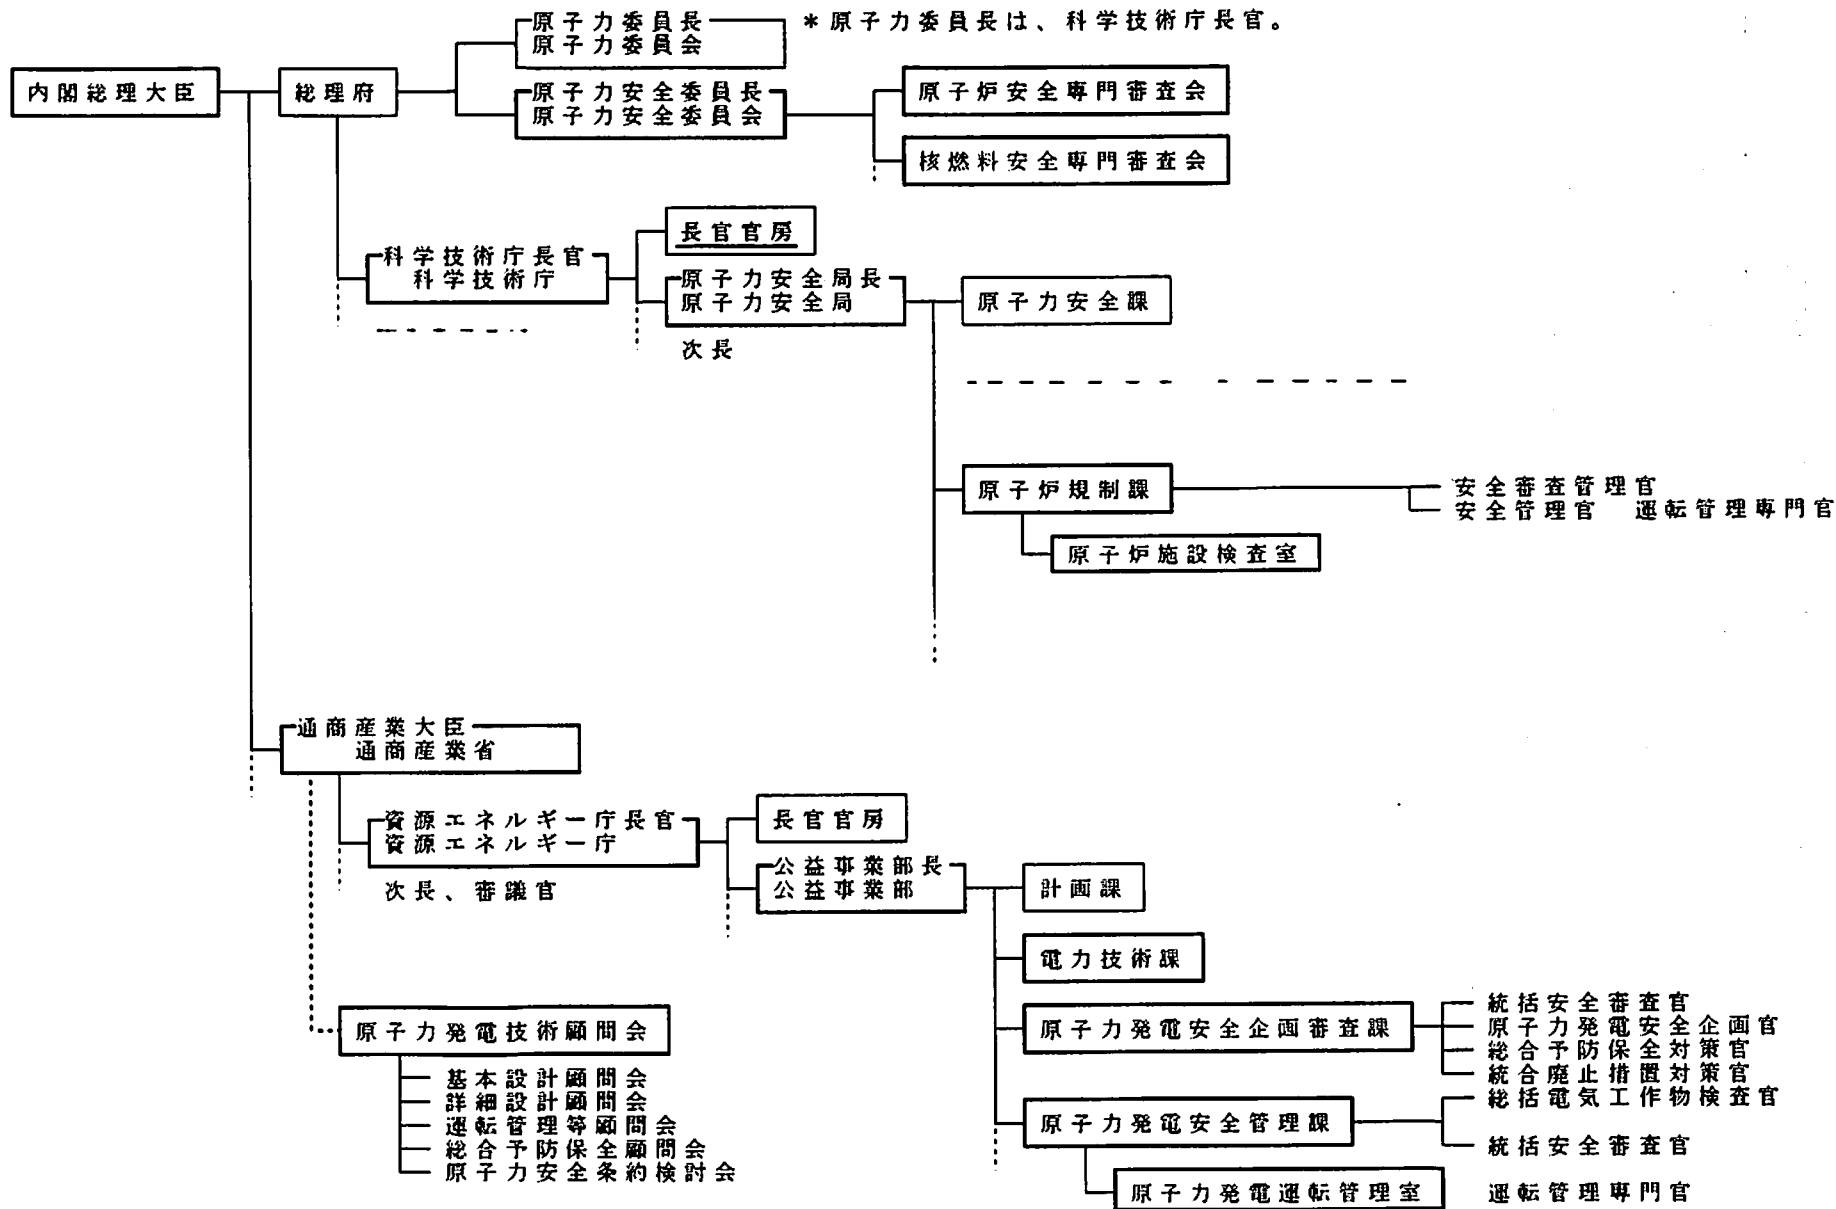 原子力委員長
原子力委員会
＊原子力委員長は、科学技術庁長官。
内閣総理大臣
総理府
原子力安全委員長
原子力安全委員会
原子炉安全専門審査会
核燃料安全専門審査会
長官官房
科学技術庁長官
科学技術庁
原子力安全局長
原子力安全局
次長
原子力安全課
原子炉規制課
安全審査管理官
安全管理官　運転管理専門官
原子炉施設検査室
通商産業大臣
通商産業省
資源エネルギー庁長官
資源エネルギー庁
次長、審議官
長官官房
公益事業部長
公益事業部
計画課
電力技術課
原子力発電安全企画審査課
統括安全審査官
原子力発電安全企画官
総合予防保全対策官
統合廃止措置対策官
原子力発電安全管理課
総括電気工作物検査官
統括安全審査官
原子力発電運転管理室
運転管理専門官
原子力発電技術顧問会
基本設計顧問会
詳細設計顧問会
運転管理等顧問会
総合予防保全顧問会
原子力安全条約検討会